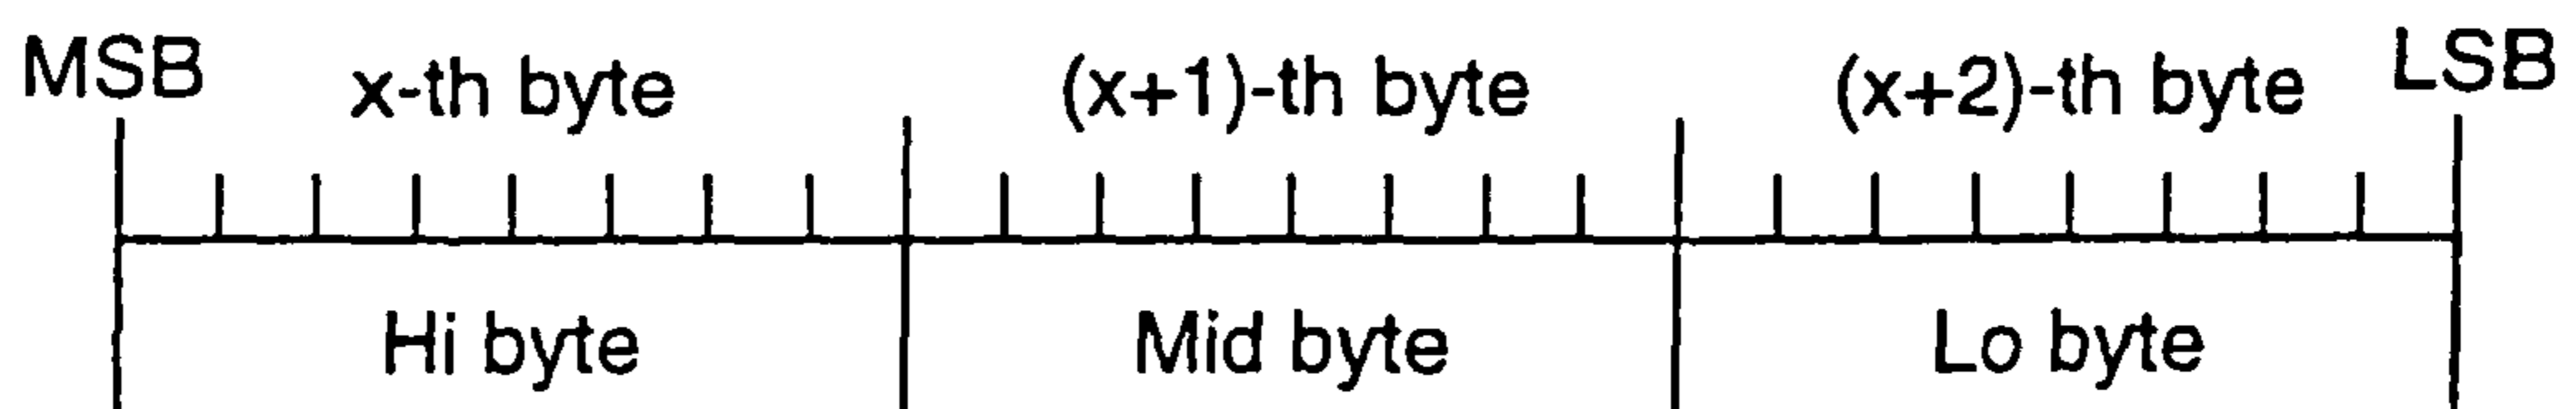 MSB x-th byte (x+1)-th byte (x+2)-th byte LSB
Hi byte Mid byte Lo byte